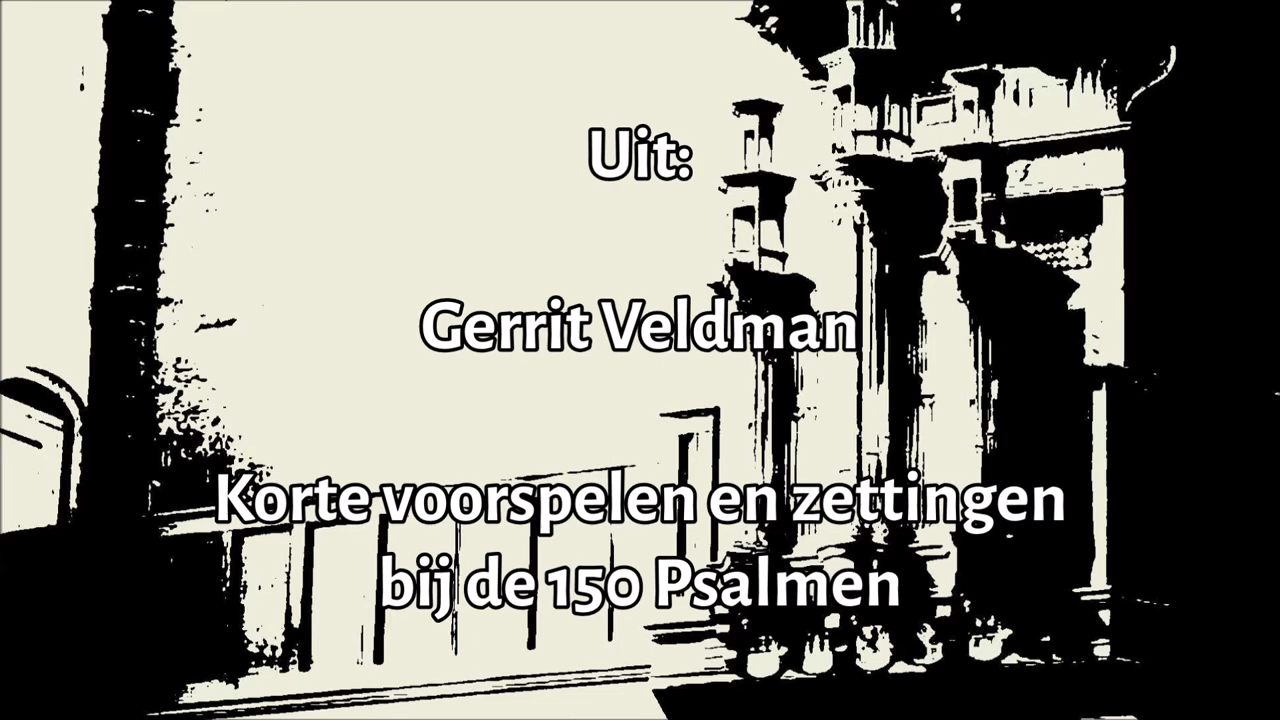 Uit:
Gerrit Veldman
Korte voorspelen en zettingen
bij de 150 Psalmen